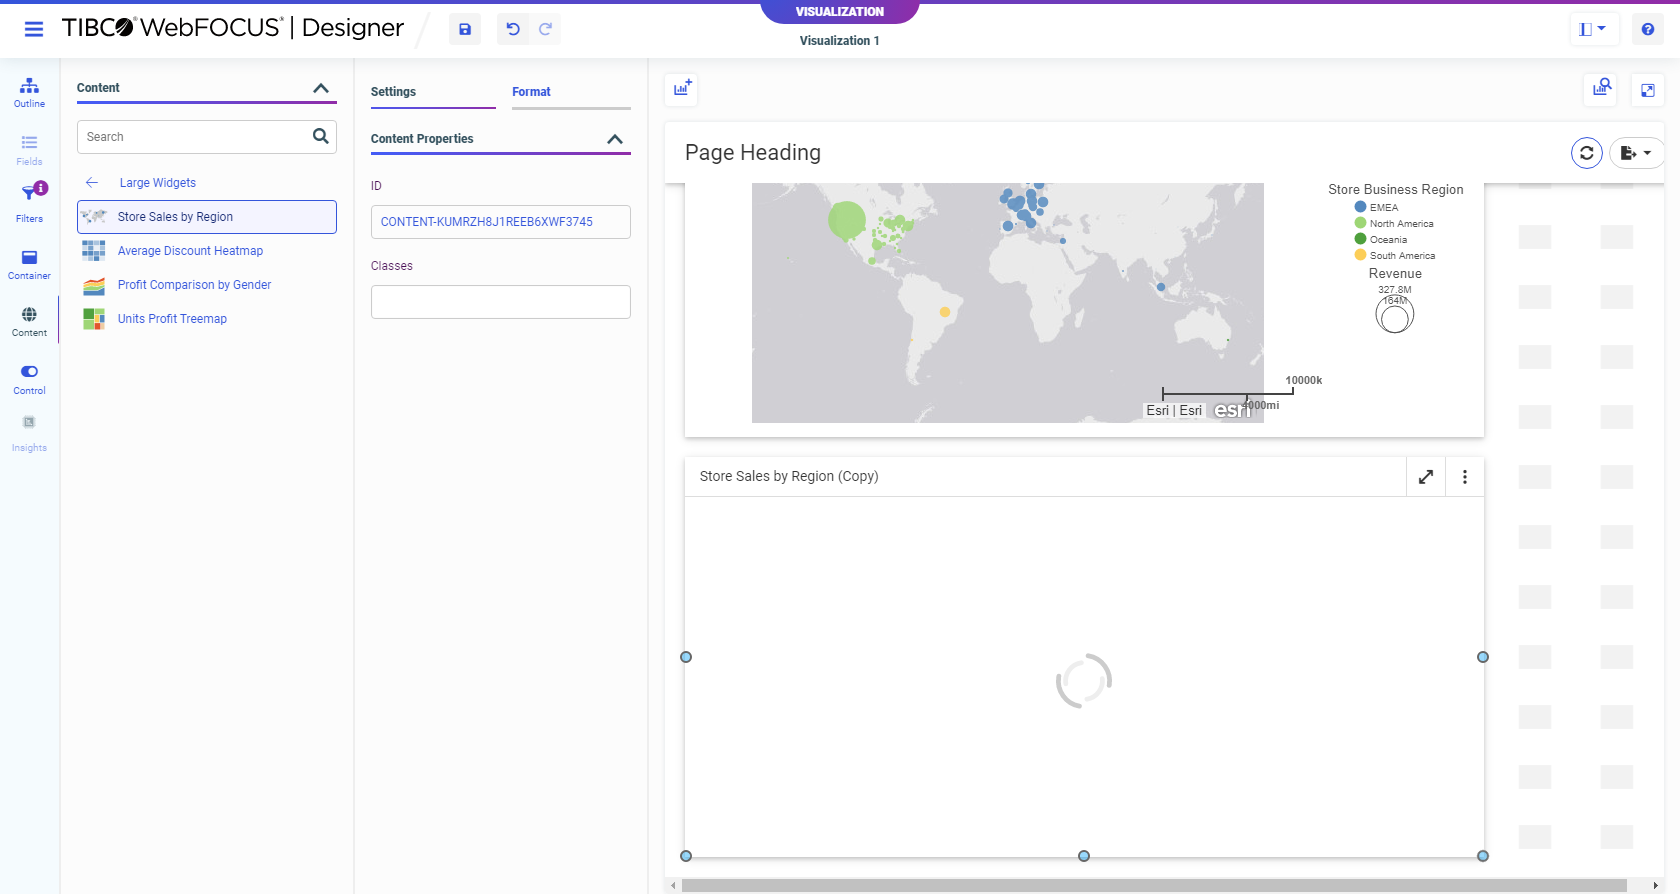 VISUALIZATION
TIBCO® WebFOCUS® | Designer
Visualization 1
Outline
Fields
Filters
Container
Content
Control
Insights
Content
Search
Large Widgets
Store Sales by Region
Average Discount Heatmap
Profit Comparison by Gender
Units Profit Treemap
Settings
Format
Content Properties
ID
CONTENT-KUMRZH8J1REEB6XWF3745
Classes
Page Heading
Store Business Region
EMEA
North America
Oceania
South America
Revenue
327.8M
164M
10000k
4000mi
Esri | Esri
esri
Store Sales by Region (Copy)